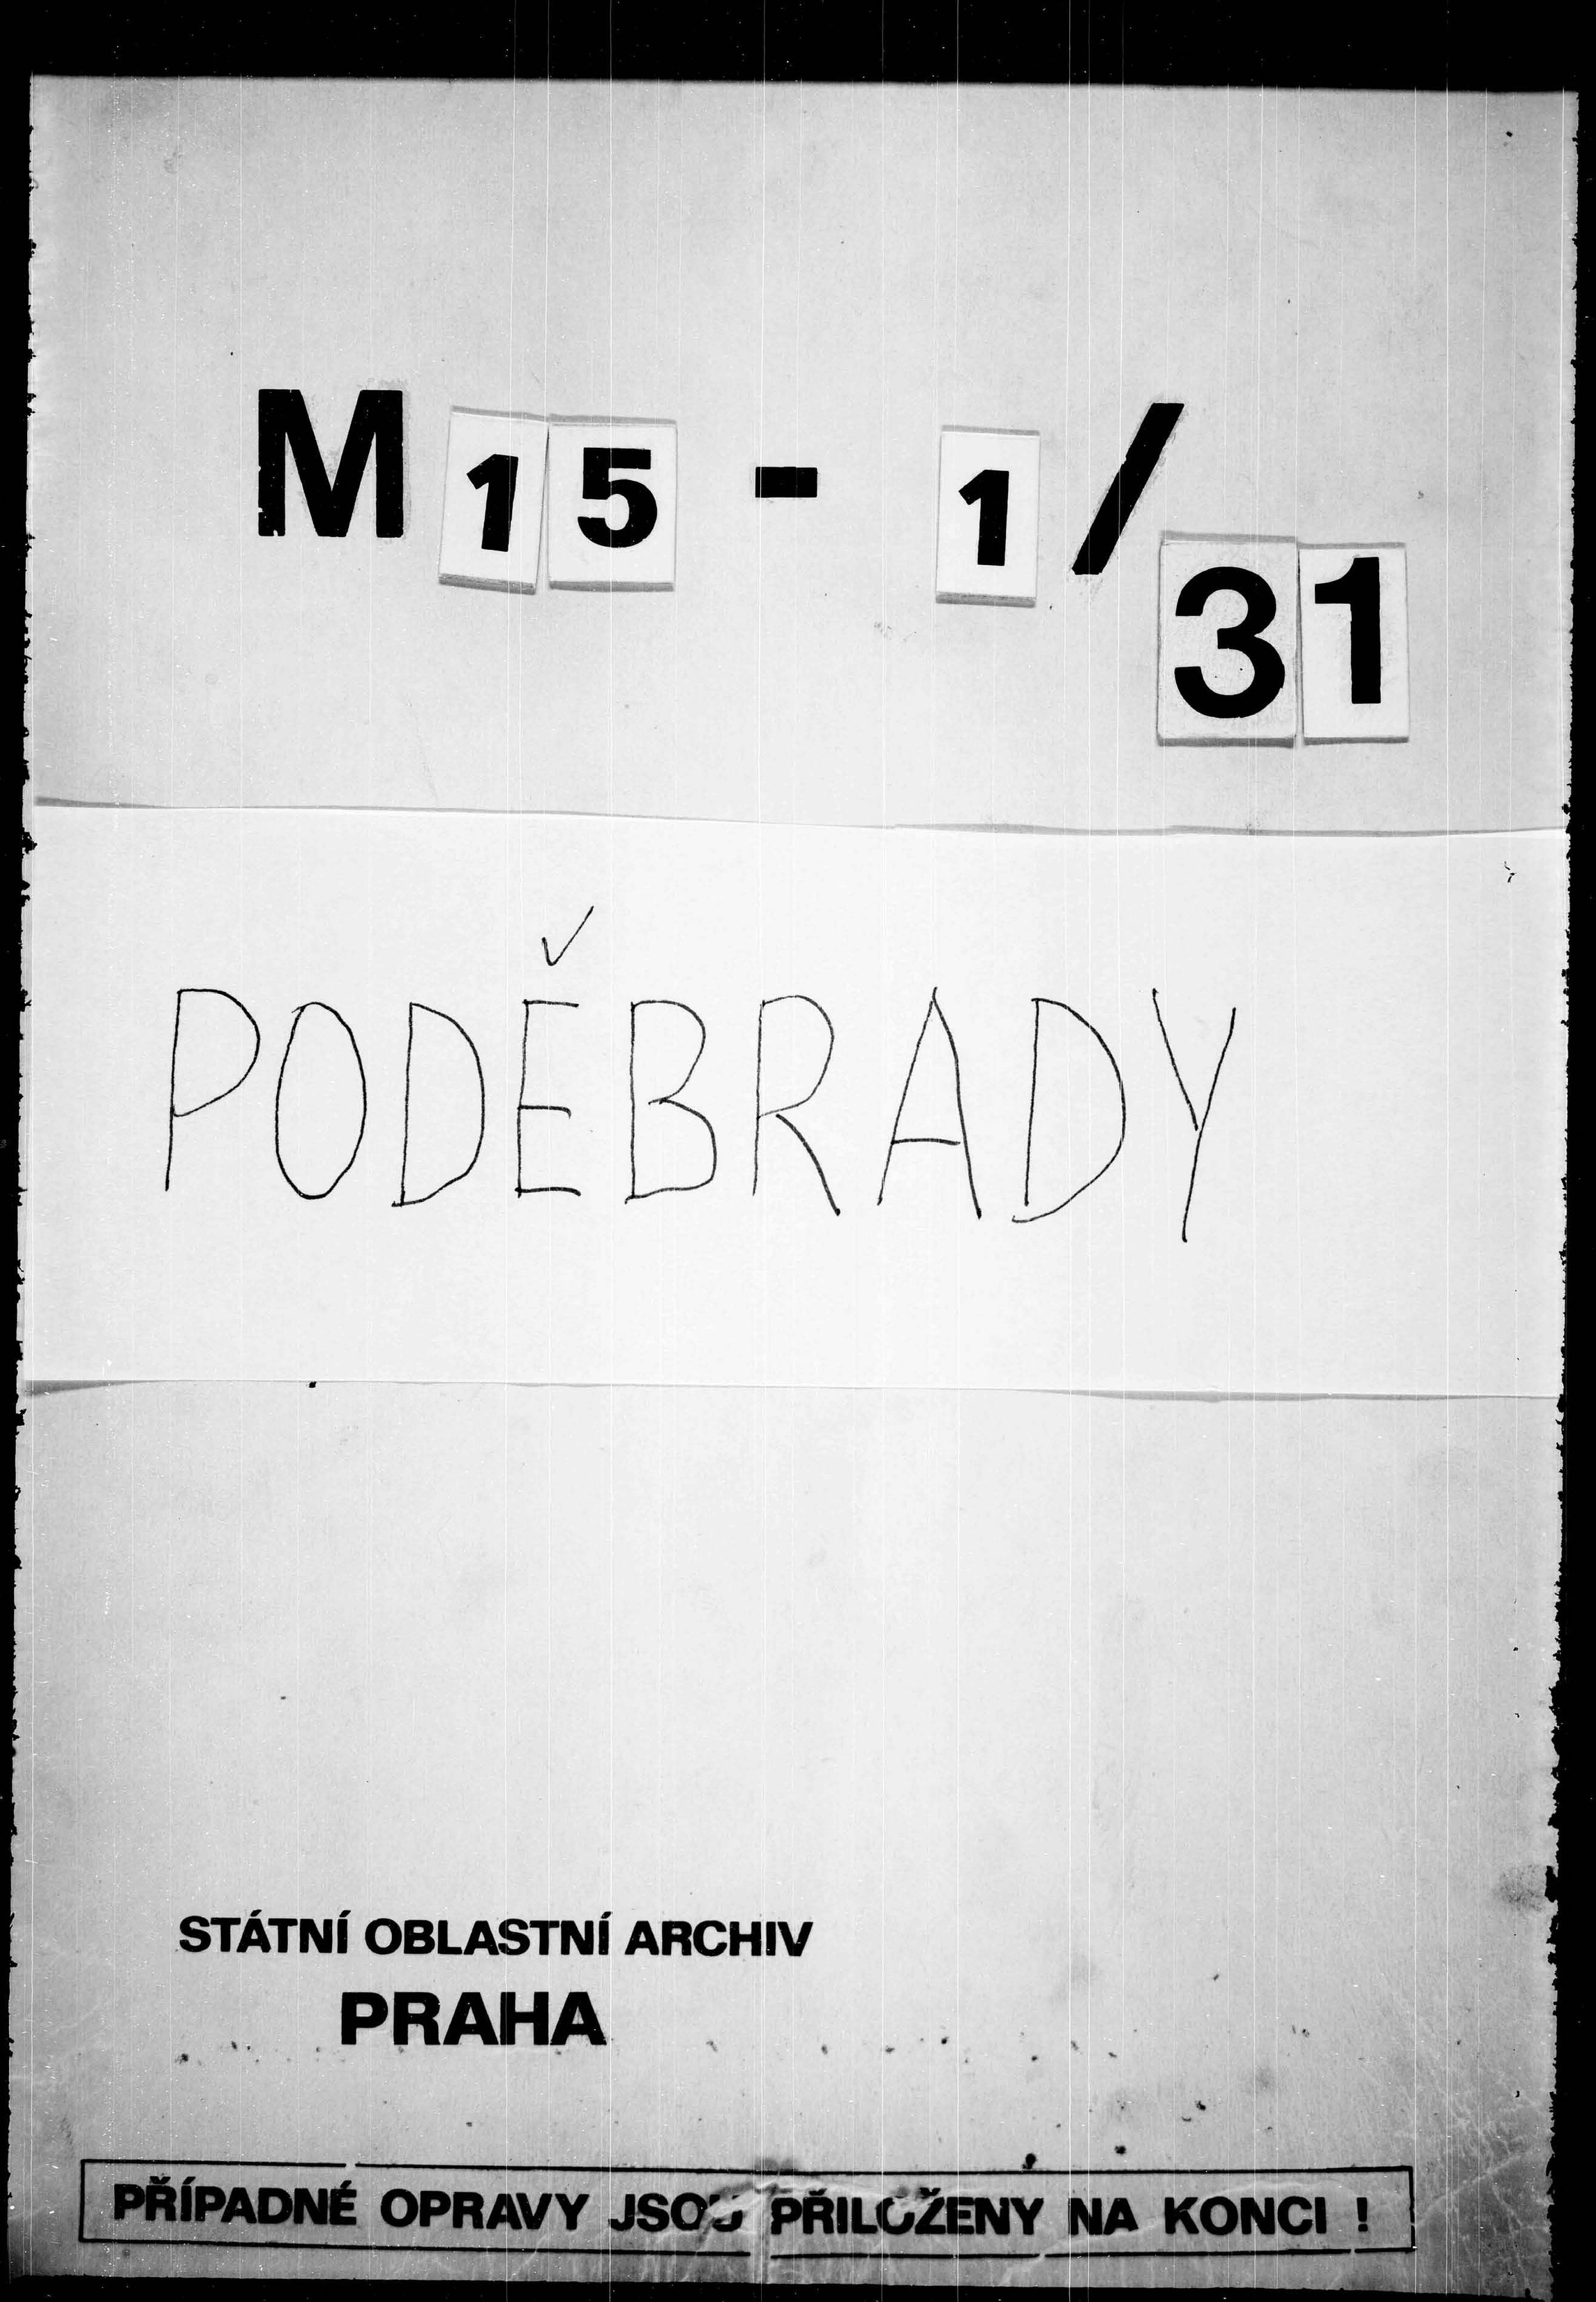 M 15 - 1/31
PODĚBRADY
STÁTNÍ OBLASTNÍ ARCHIV
PRAHA
PŘÍPADNÉ OPRAVY JSOU PŘILOŽENY NA KONCI !